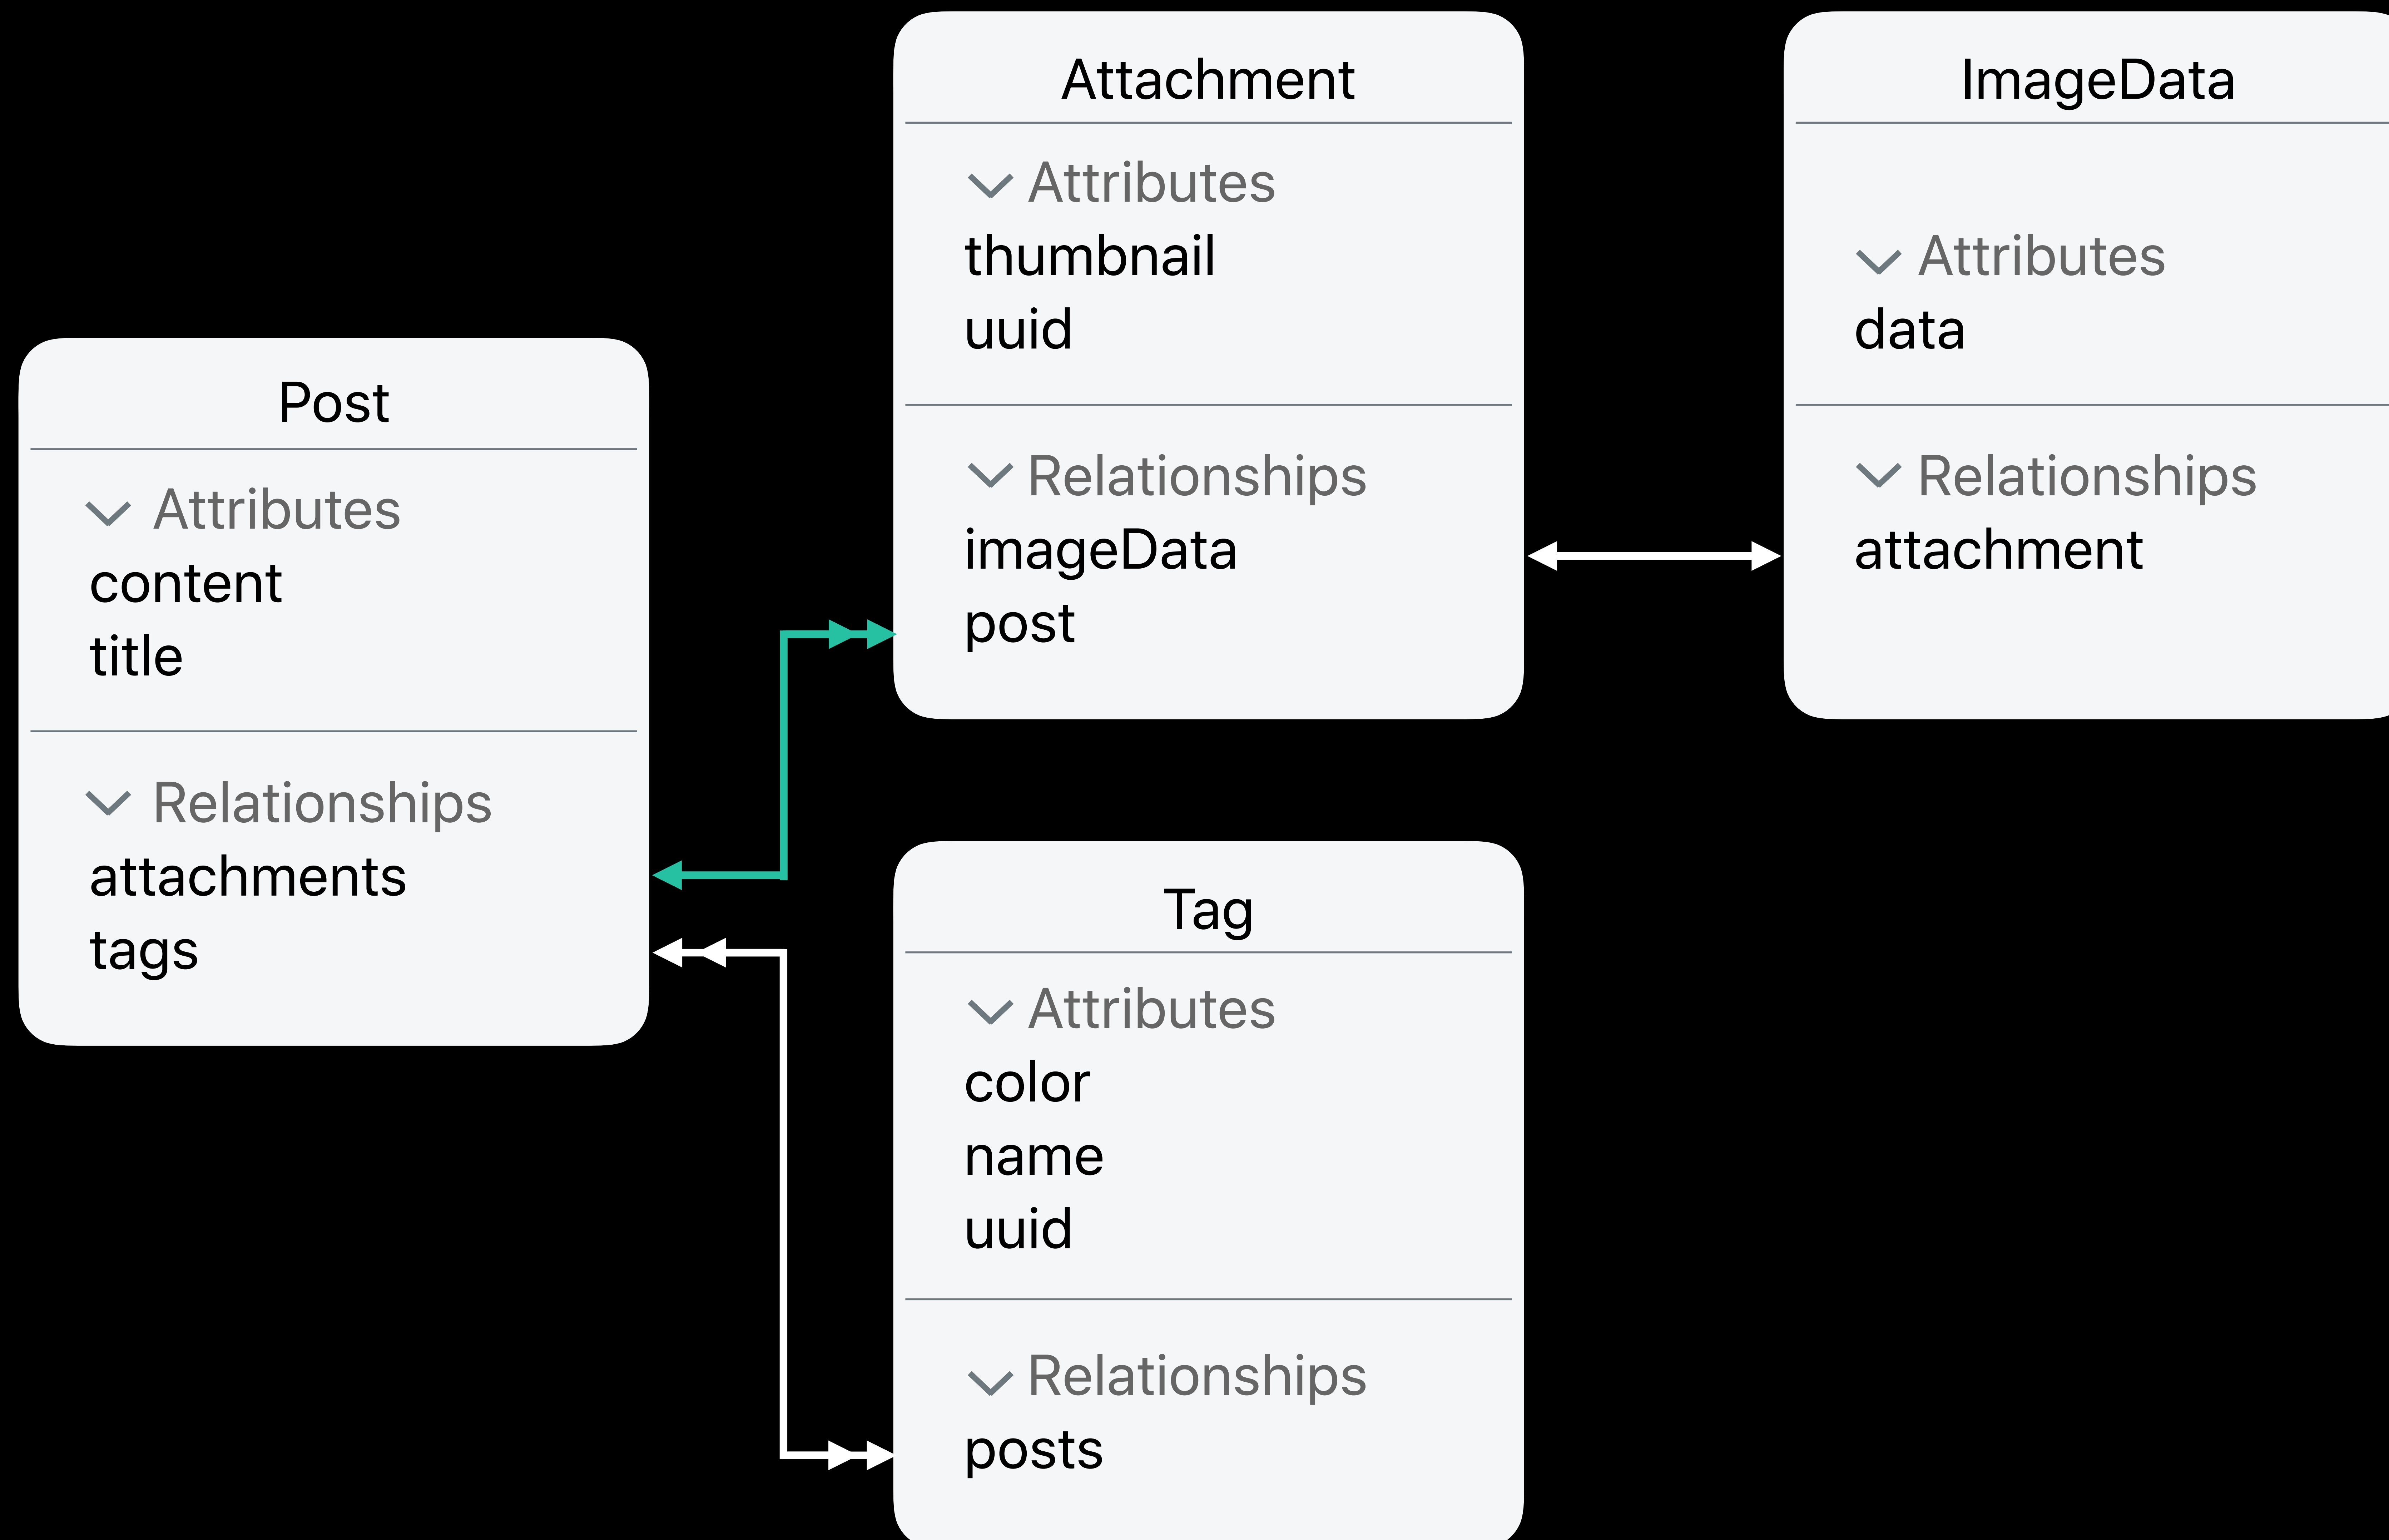 Post
Attributes
content
title
Relationships
attachments
tags
Attachment
Attributes
thumbnail
uuid
Relationships
imageData
post
ImageData
Attributes
data
Relationships
attachment
Tag
Attributes
color
name
uuid
Relationships
posts